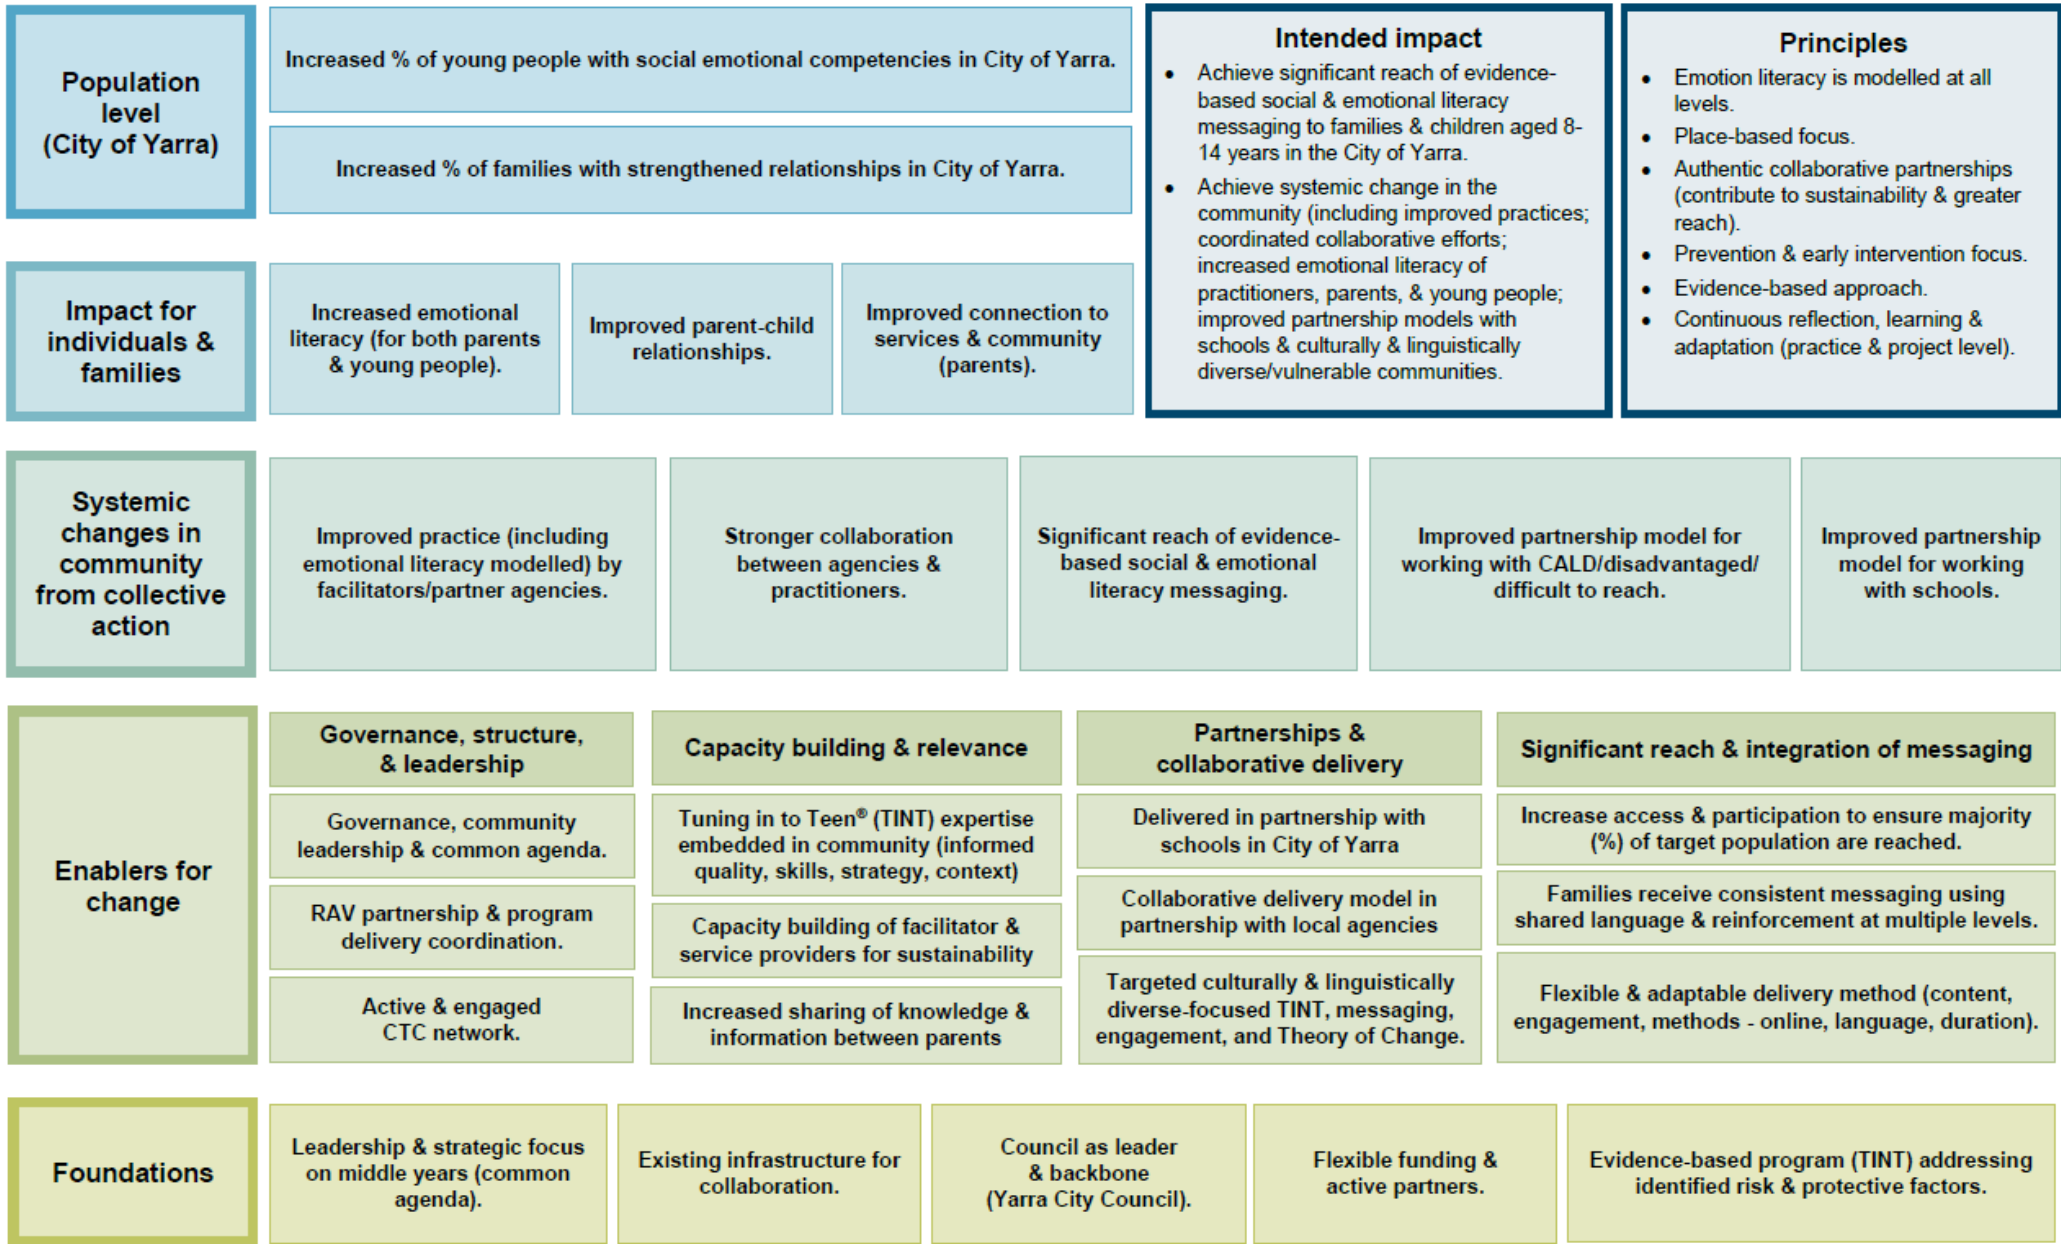 Population
level
(City of Yarra)
Increased % of young people with social emotional competencies in City of Yarra.
Increased % of families with strengthened relationships in City of Yarra.
Intended impact
• Achieve significant reach of evidence-
based social & emotional literacy
messaging to families & children aged 8-
14 years in the City of Yarra.
• Achieve systemic change in the
community (including improved practices;
coordinated collaborative efforts;
increased emotional literacy of
practitioners, parents, & young people;
improved partnership models with
schools & culturally & linguistically
diverse/vulnerable communities.
Principles
• Emotion literacy is modelled at all
levels.
• Place-based focus.
• Authentic collaborative partnerships
(contribute to sustainability & greater
reach).
• Prevention & early intervention focus.
• Evidence-based approach.
• Continuous reflection, learning &
adaptation (practice & project level).
Impact for
individuals &
families
Increased emotional
literacy (for both parents
& young people).
Improved parent-child
relationships.
Improved connection to
services & community
(parents).
Systemic
changes in
community
from collective
action
Improved practice (including
emotional literacy modelled) by
facilitators/partner agencies.
Stronger collaboration
between agencies &
practitioners.
Significant reach of evidence-
based social & emotional
literacy messaging.
Improved partnership model for
working with CALD/disadvantaged/
difficult to reach.
Improved partnership
model for working
with schools.
Enablers for
change
Governance, structure,
& leadership
Governance, community
leadership & common agenda.
RAV partnership & program
delivery coordination.
Active & engaged
CTC network.
Capacity building & relevance
Tuning in to Teen® (TINT) expertise
embedded in community (informed
quality, skills, strategy, context)
Capacity building of facilitator &
service providers for sustainability
Increased sharing of knowledge &
information between parents
Partnerships &
collaborative delivery
Delivered in partnership with
schools in City of Yarra
Collaborative delivery model in
partnership with local agencies
Targeted culturally & linguistically
diverse-focused TINT, messaging,
engagement, and Theory of Change.
Significant reach & integration of messaging
Increase access & participation to ensure majority
(%) of target population are reached.
Families receive consistent messaging using
shared language & reinforcement at multiple levels.
Flexible & adaptable delivery method (content,
engagement, methods - online, language, duration).
Foundations
Leadership & strategic focus
on middle years (common
agenda).
Existing infrastructure for
collaboration.
Council as leader
& backbone
(Yarra City Council).
Flexible funding &
active partners.
Evidence-based program (TINT) addressing
identified risk & protective factors.